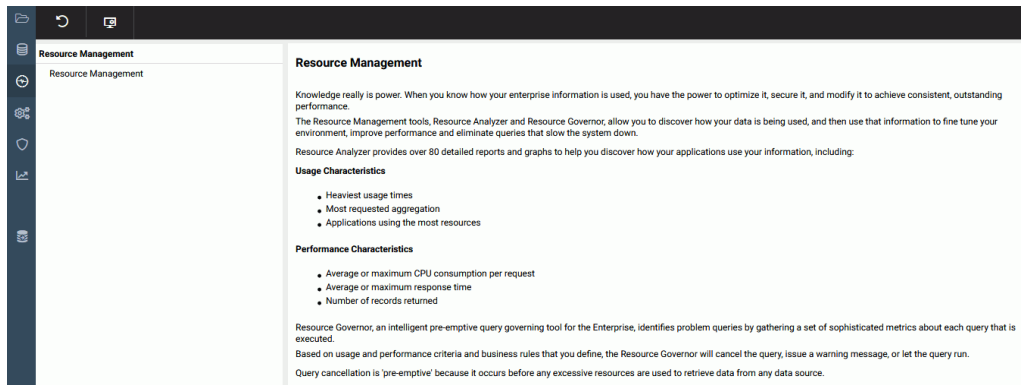 Resource Management
Resource Management
Resource Management
Knowledge really is power. When you know how your enterprise information is used, you have the power to optimize it, secure it, and modify it to achieve consistent, outstanding
performance.
The Resource Management tools, Resource Analyzer and Resource Governor, allow you to discover how your data is being used, and then use that information to fine tune your
environment, improve performance and eliminate queries that slow the system down.
Resource Analyzer provides over 80 detailed reports and graphs to help you discover how your applications use your information, including:
Usage Characteristics
• Heaviest usage times
• Most requested aggregation
• Applications using the most resources
Performance Characteristics
• Average or maximum CPU consumption per request
• Average or maximum response time
• Number of records returned
Resource Governor, an intelligent pre-emptive query governing tool for the Enterprise, identifies problem queries by gathering a set of sophisticated metrics about each query that is
executed.
Based on usage and performance criteria and business rules that you define, the Resource Governor will cancel the query, issue a warning message, or let the query run.
Query cancellation is 'pre-emptive' because it occurs before any excessive resources are used to retrieve data from any data source.